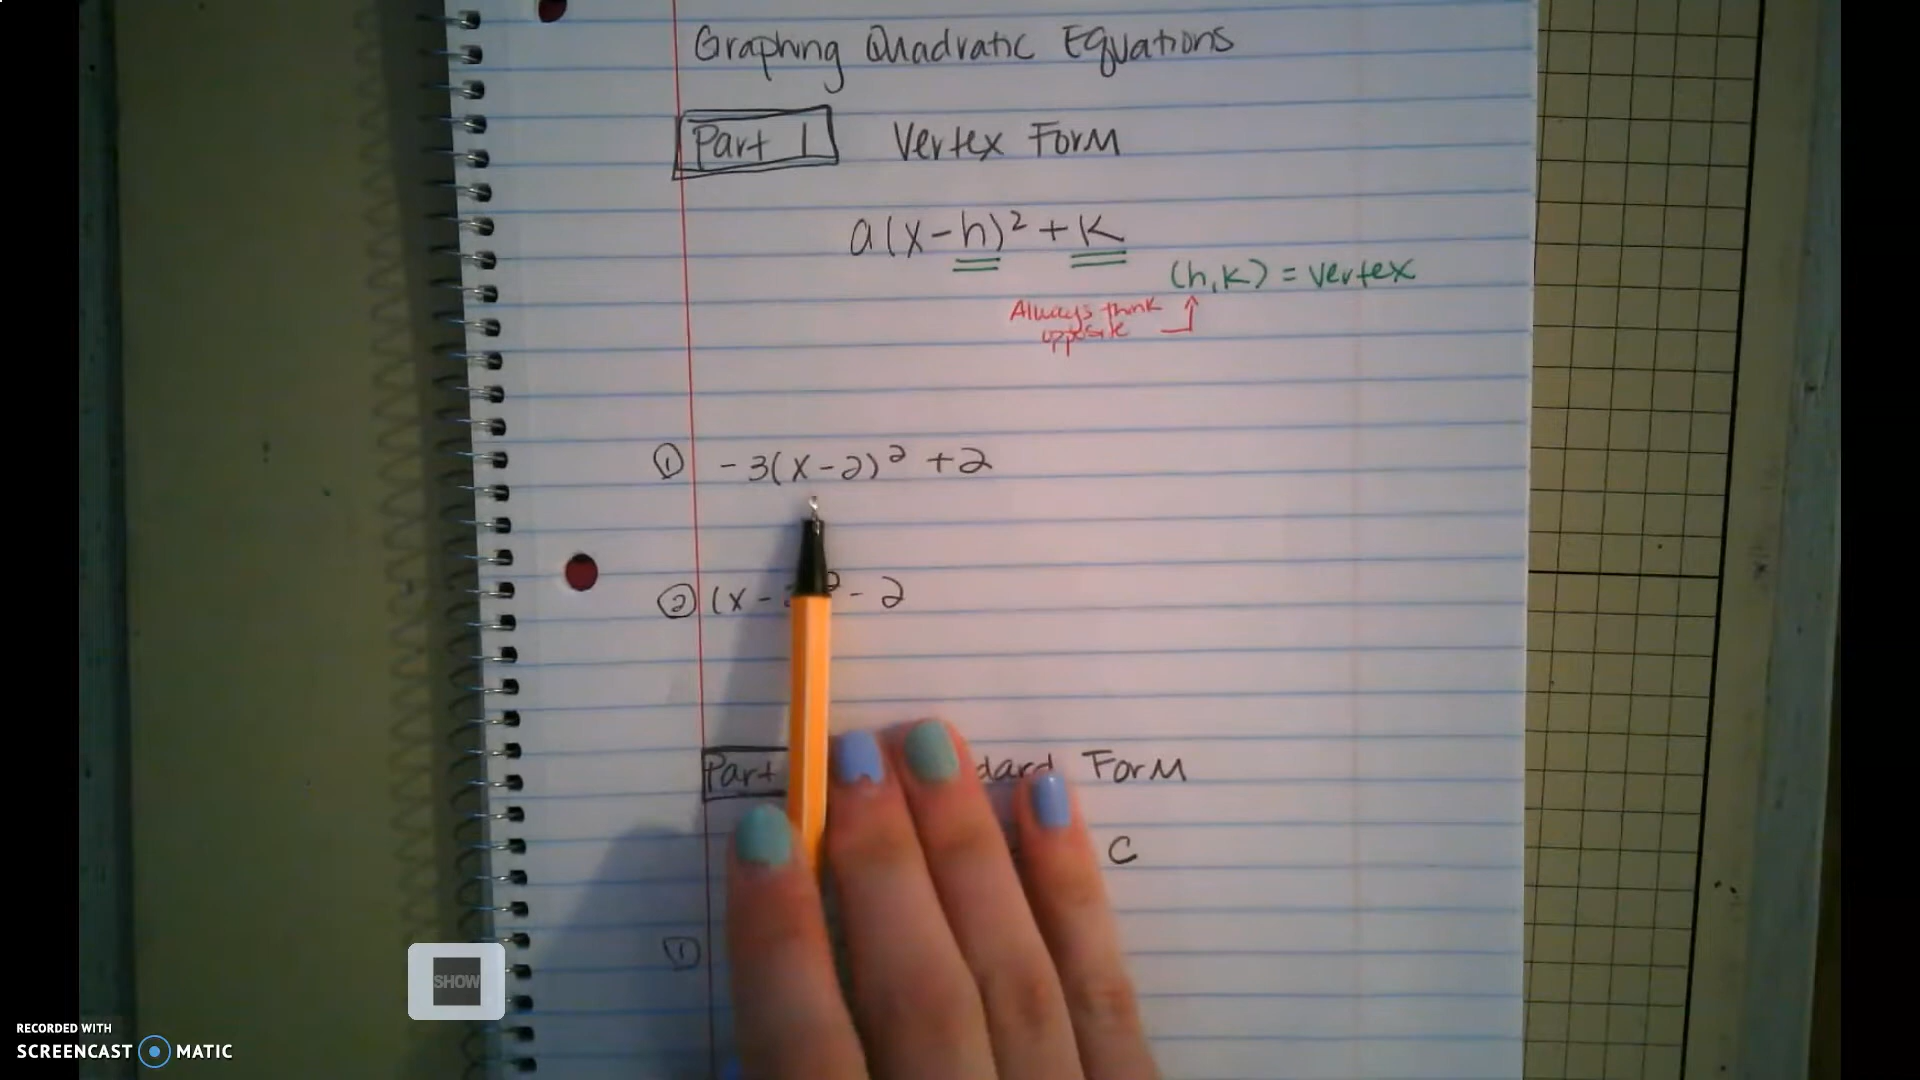 Graphing Quadratic Equations
Part 1 Vertex Form
a(x-h)² + k
(h,k) = vertex
Always think
opposite
① -3(x-2)² +2
② (x - ² - 2
Part Form
C
①
SHOW
RECORDED WITH
SCREENCAST MATIC